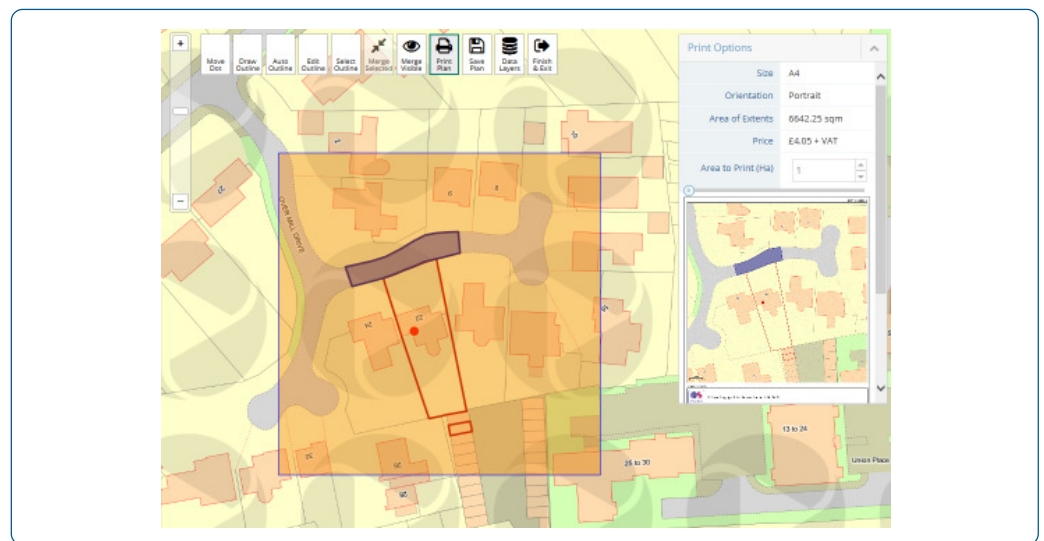 Move Dot
Draw Outline
Auto Outline
Edit Outline
Select Outline
Merge Selected
Merge Visible
Print Plan
Save Plan
Data Layers
Finish & Exit
Print Options
Size A4
Orientation Portrait
Area of Extents 6642.25 sqm
Price £4.05 + VAT
Area to Print (Ha) 1
6
8
OVER MILL DRIVE
13 to 24
25 to 30
Union Place